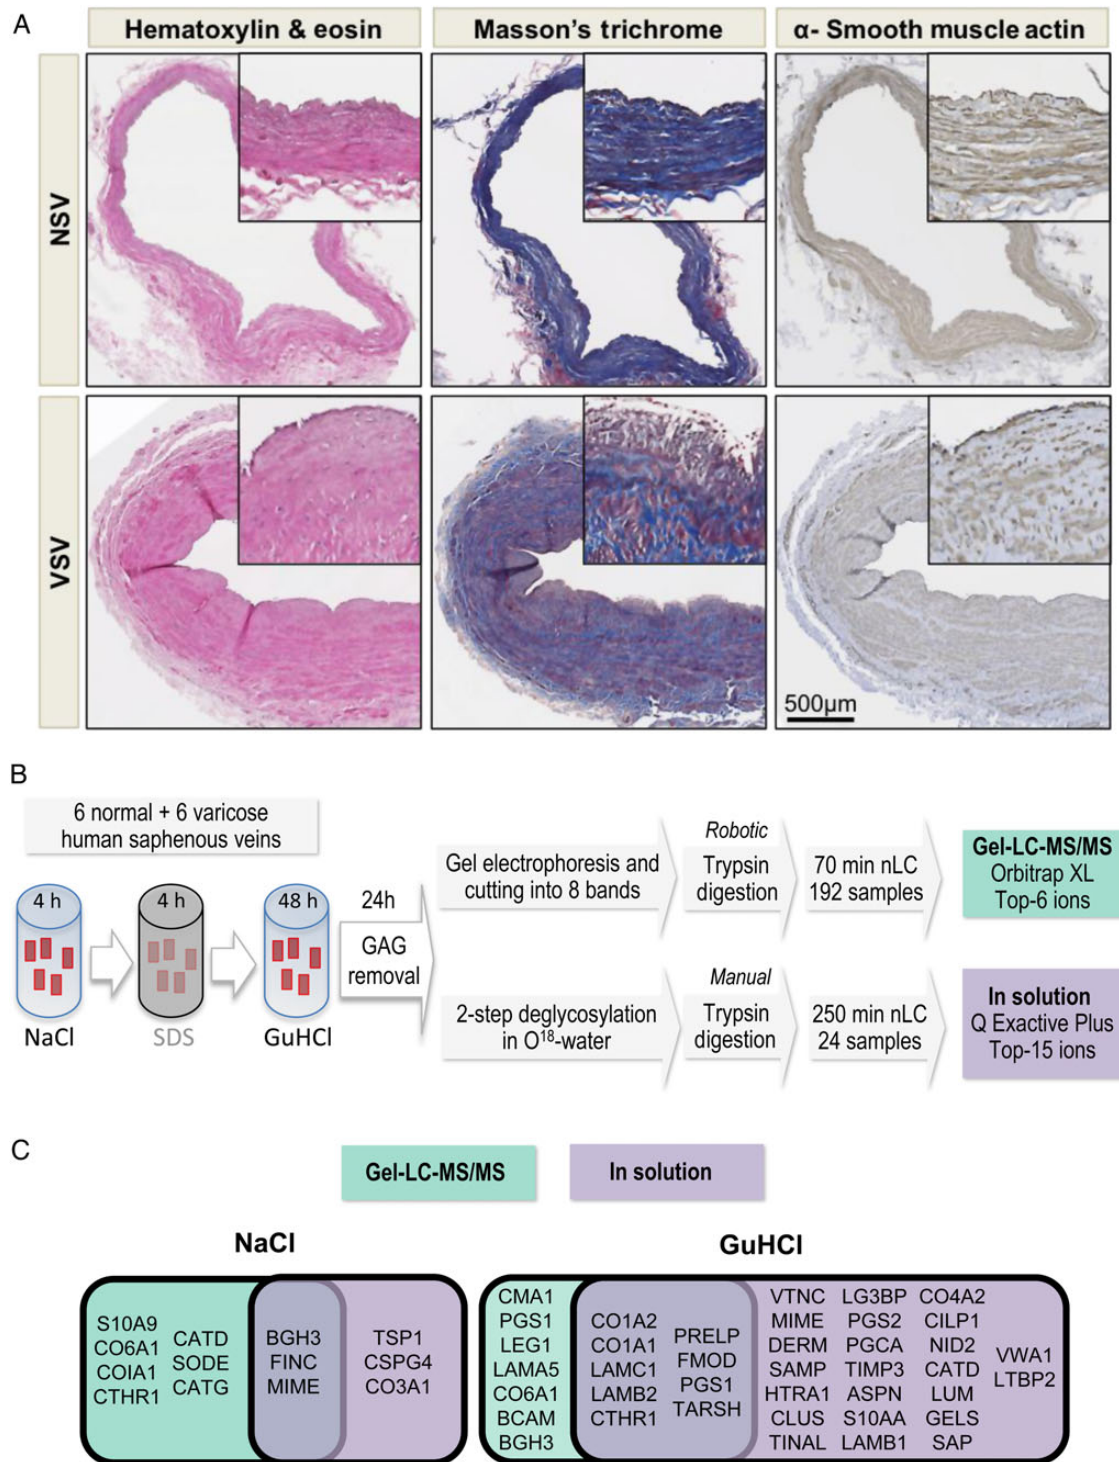 A
Hematoxylin & eosin
Masson's trichrome
α- Smooth muscle actin
NSV
VSV
500μm
B
6 normal + 6 varicose
human saphenous veins
4 h
4 h
48 h
NaCl
SDS
GuHCl
24h
GAG
removal
Gel electrophoresis and
cutting into 8 bands
Robotic
Trypsin
digestion
70 min nLC
192 samples
Gel-LC-MS/MS
Orbitrap XL
Top-6 ions
2-step deglycosylation
in O¹⁸-water
Manual
Trypsin
digestion
250 min nLC
24 samples
In solution
Q Exactive Plus
Top-15 ions
C
Gel-LC-MS/MS
In solution
NaCl
S10A9
CO6A1
COIA1
CTHR1
CATD
SODE
CATG
BGH3
FINC
MIME
TSP1
CSPG4
CO3A1
GuHCl
CMA1
PGS1
LEG1
LAMA5
CO6A1
BCAM
BGH3
CO1A2
CO1A1
LAMC1
LAMB2
CTHR1
PRELP
FMOD
PGS1
TARSH
VTNC
MIME
DERM
SAMP
HTRA1
CLUS
TINAL
LG3BP
PGS2
PGCA
TIMP3
ASPN
S10AA
LAMB1
CO4A2
CILP1
NID2
CATD
LUM
GELS
SAP
VWA1
LTBP2